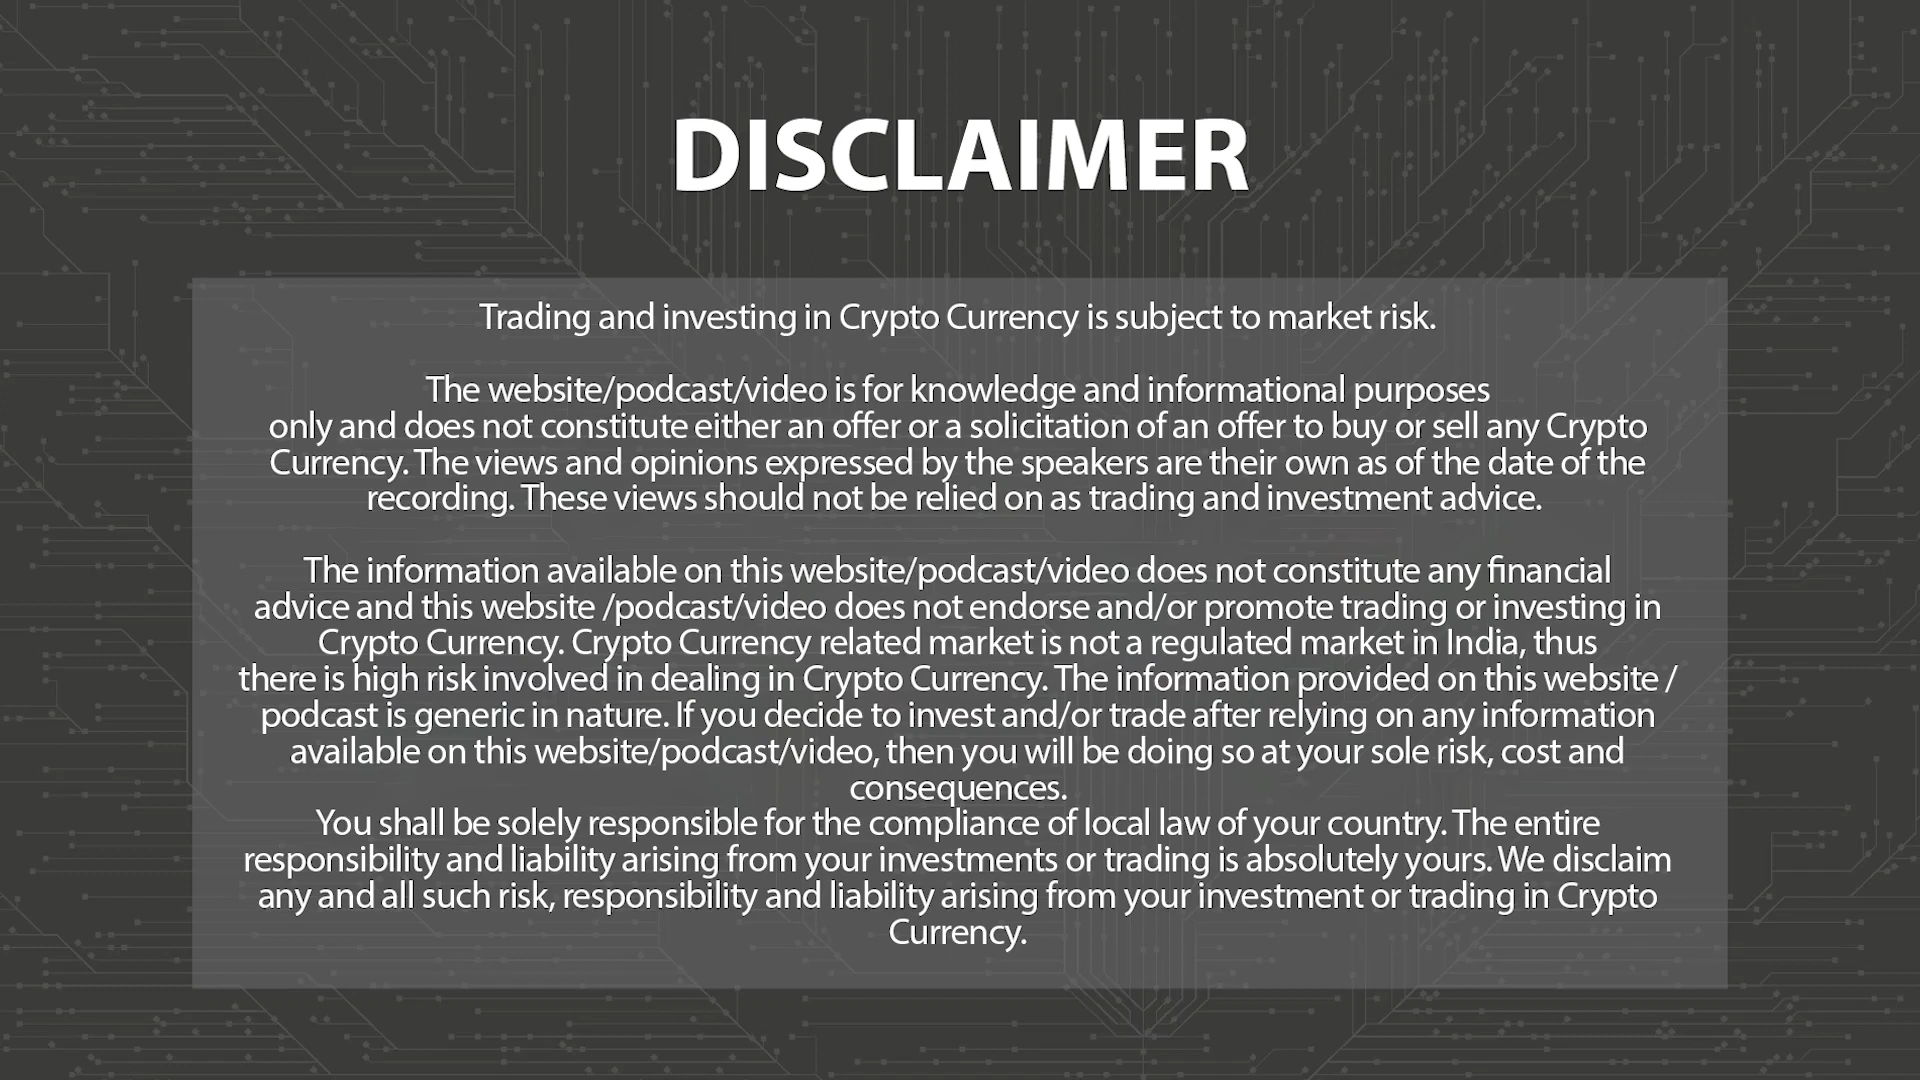 DISCLAIMER
Trading and investing in Crypto Currency is subject to market risk.
The website/podcast/video is for knowledge and informational purposes
only and does not constitute either an offer or a solicitation of an offer to buy or sell any Crypto
Currency. The views and opinions expressed by the speakers are their own as of the date of the
recording. These views should not be relied on as trading and investment advice.
The information available on this website/podcast/video does not constitute any financial
advice and this website /podcast/video does not endorse and/or promote trading or investing in
Crypto Currency. Crypto Currency related market is not a regulated market in India, thus
there is high risk involved in dealing in Crypto Currency. The information provided on this website /
podcast is generic in nature. If you decide to invest and/or trade after relying on any information
available on this website/podcast/video, then you will be doing so at your sole risk, cost and
consequences.
You shall be solely responsible for the compliance of local law of your country. The entire
responsibility and liability arising from your investments or trading is absolutely yours. We disclaim
any and all such risk, responsibility and liability arising from your investment or trading in Crypto
Currency.